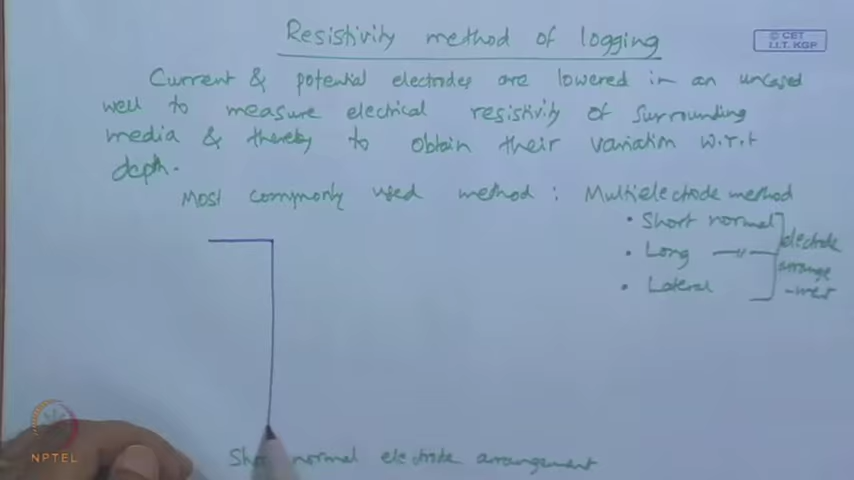 Resistivity method of logging
© CET
I.I.T. KGP
Current & potential electrodes are lowered in an uncased
well to measure electrical resistivity of surrounding
media & thereby to obtain their variation w.r.t
depth.
Most commonly used method : Multielectrode method
• Short normal
• Long —"—
• Lateral
electrode
arrange
-ment
Short normal electrode arrangement
NPTEL